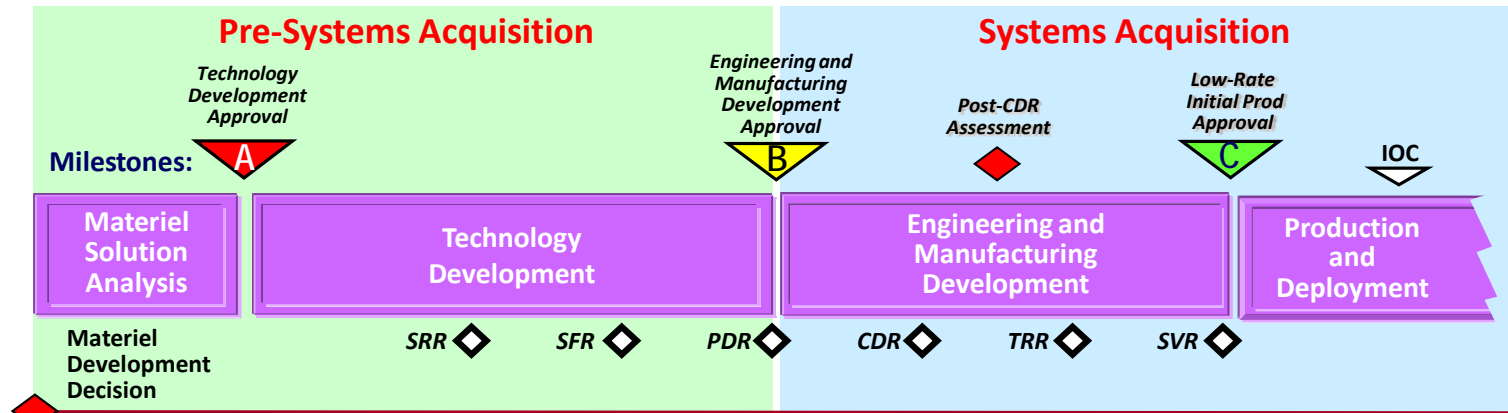 Pre-Systems Acquisition
Systems Acquisition
Technology
Development
Approval
Engineering and
Manufacturing
Development
Approval
Post-CDR
Assessment
Low-Rate
Initial Prod
Approval
Milestones:
A
B
C
IOC
Materiel
Solution
Analysis
Technology
Development
Engineering and
Manufacturing
Development
Production
and
Deployment
Materiel
Development
Decision
SRR
SFR
PDR
CDR
TRR
SVR